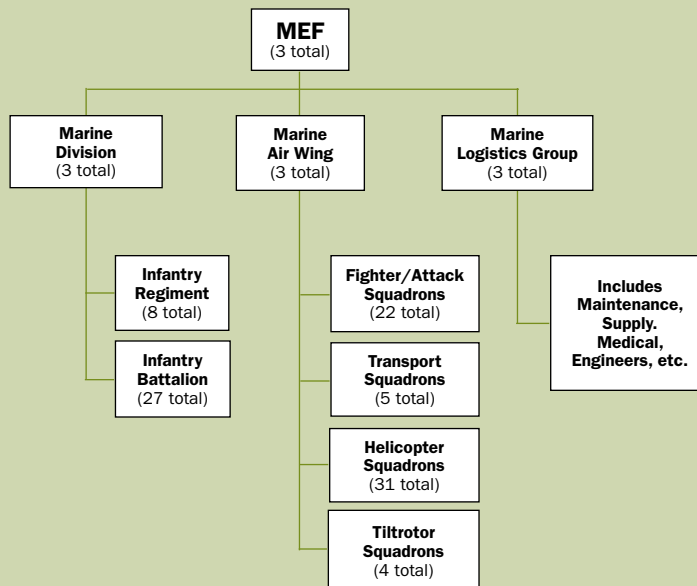 MEF
(3 total)
Marine
Division
(3 total)
Marine
Air Wing
(3 total)
Marine
Logistics Group
(3 total)
Infantry
Regiment
(8 total)
Infantry
Battalion
(27 total)
Fighter/Attack
Squadrons
(22 total)
Transport
Squadrons
(5 total)
Helicopter
Squadrons
(31 total)
Tiltrotor
Squadrons
(4 total)
Includes
Maintenance,
Supply.
Medical,
Engineers, etc.